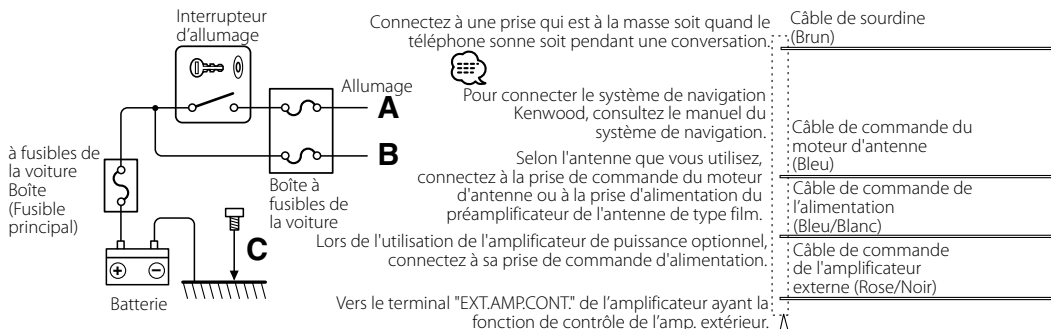 Interrupteur
d'allumage
Allumage
A
B
à fusibles de
la voiture
Boîte
(Fusible
principal)
Boîte à
fusibles de
la voiture
C
Batterie
Connectez à une prise qui est à la masse soit quand le
téléphone sonne soit pendant une conversation.
Pour connecter le système de navigation
Kenwood, consultez le manuel du
système de navigation.
Selon l'antenne que vous utilisez,
connectez à la prise de commande du moteur
d'antenne ou à la prise d'alimentation du
préamplificateur de l'antenne de type film.
Lors de l'utilisation de l'amplificateur de puissance optionnel,
connectez à sa prise de commande d'alimentation.
Vers le terminal "EXT.AMP.CONT." de l'amplificateur ayant la
fonction de contrôle de l'amp. extérieur.
Câble de sourdine
(Brun)
Câble de commande du
moteur d'antenne
(Bleu)
Câble de commande de
l'alimentation
(Bleu/Blanc)
Câble de commande
de l'amplificateur
externe (Rose/Noir)